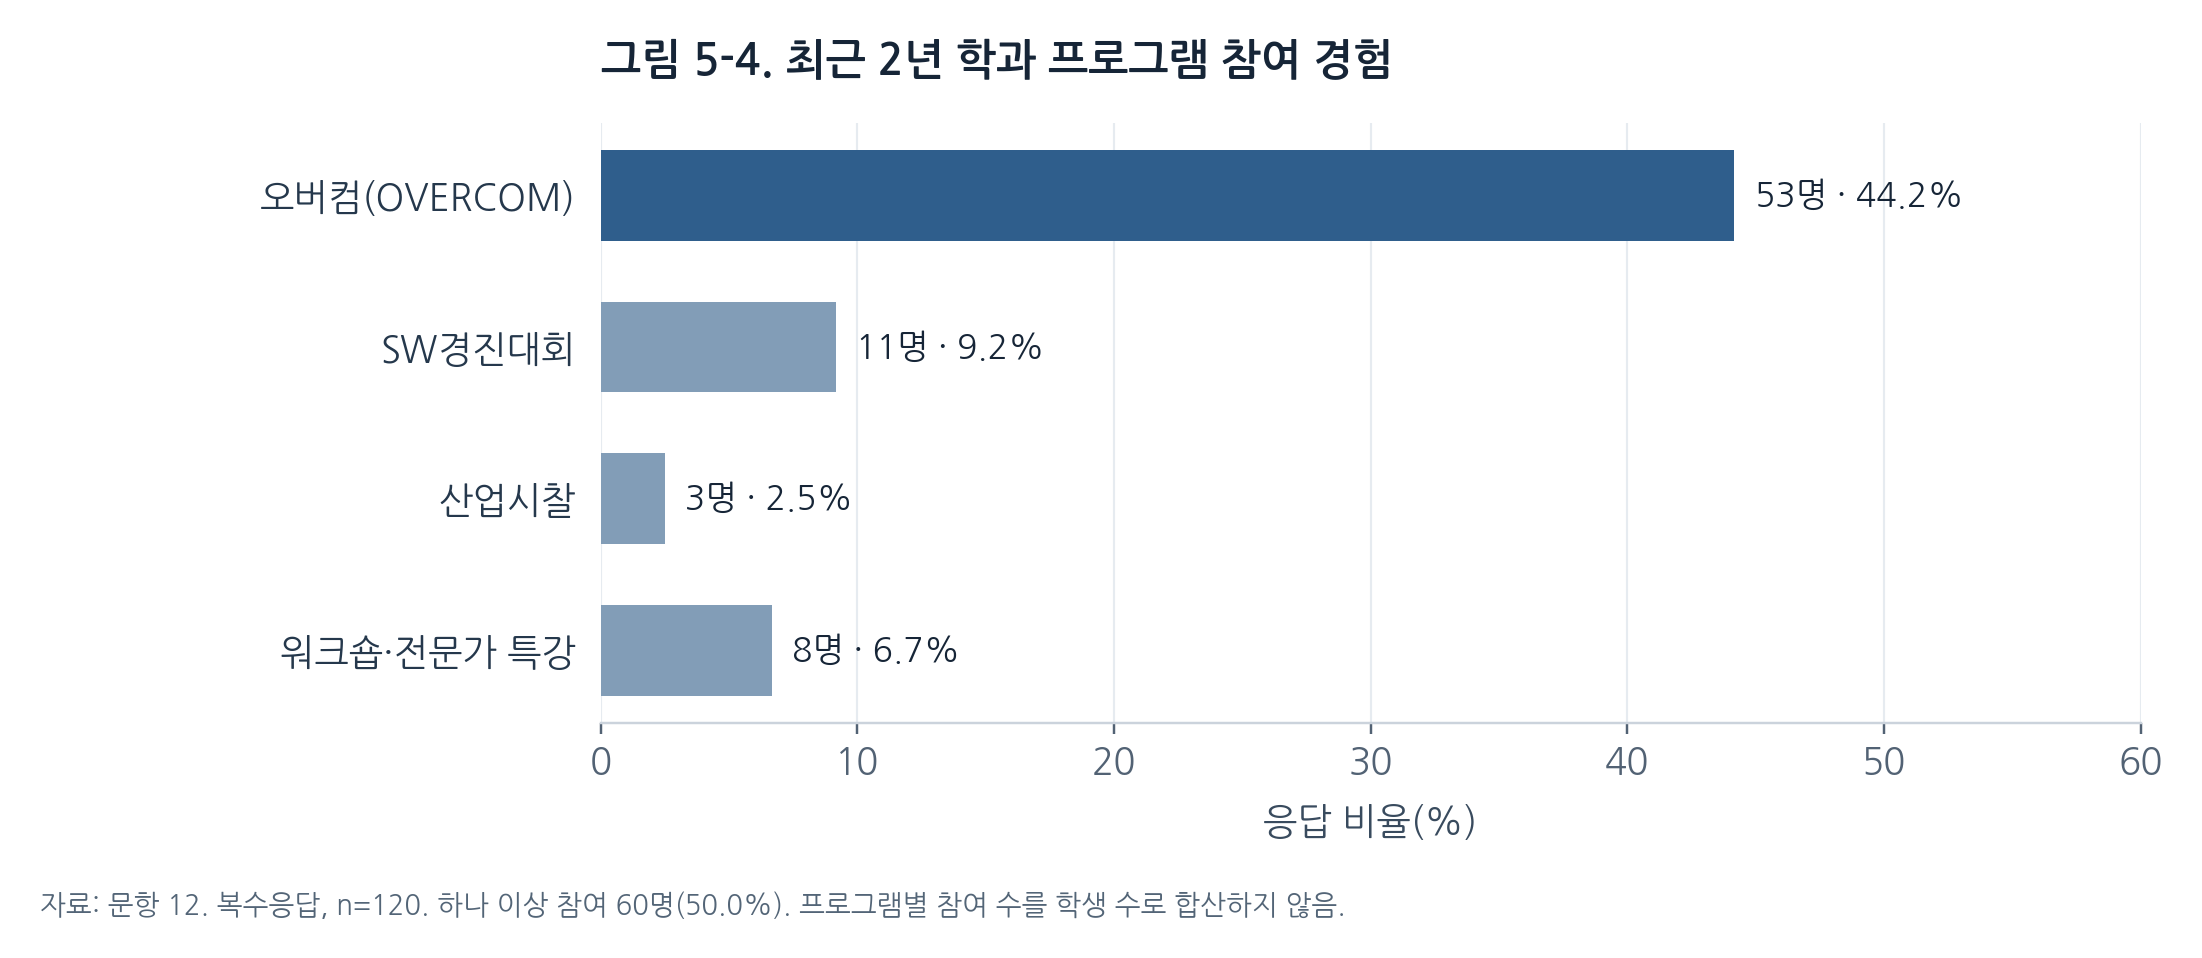 그림 5-4. 최근 2년 학과 프로그램 참여 경험
오버컴(OVERCOM)
53명 · 44.2%
SW경진대회
11명 · 9.2%
산업시찰
3명 · 2.5%
워크숍·전문가 특강
8명 · 6.7%
0 10 20 30 40 50 60
응답 비율(%)
자료: 문항 12. 복수응답, n=120. 하나 이상 참여 60명(50.0%). 프로그램별 참여 수를 학생 수로 합산하지 않음.